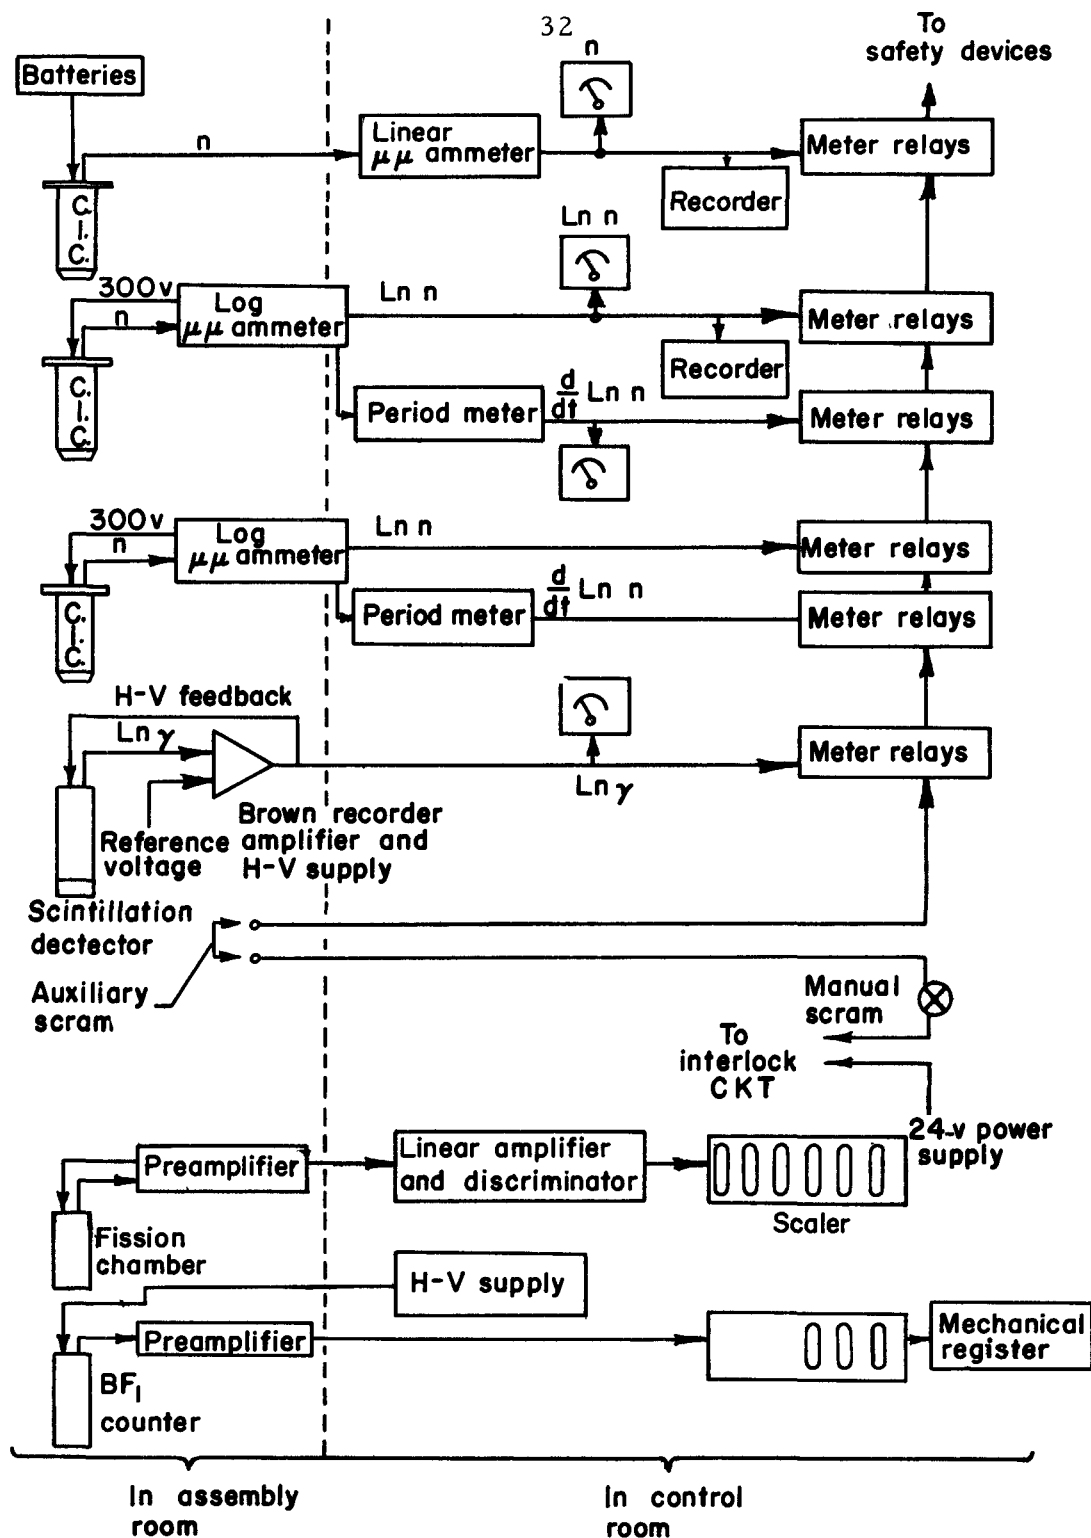 32
To
safety devices
Batteries
n
n
Linear
μμ ammeter
Meter relays
Recorder
C.
I.
C.
Ln n
300v
n
Log
μμ ammeter
Ln n
Meter relays
Recorder
C.
I.
C.
Period meter
d/dt Ln n
Meter relays
300v
n
Log
μμ ammeter
Ln n
Meter relays
C.
I.
C.
Period meter
d/dt Ln n
Meter relays
H-V feedback
Ln γ
Meter relays
Ln γ
Reference
voltage
Brown recorder
amplifier and
H-V supply
Scintillation
dectector
Auxiliary
scram
Manual
scram
To
interlock
CKT
24-v power
supply
Preamplifier
Linear amplifier
and discriminator
Scaler
Fission
chamber
H-V supply
Preamplifier
Mechanical
register
BF1
counter
In assembly
room
In control
room